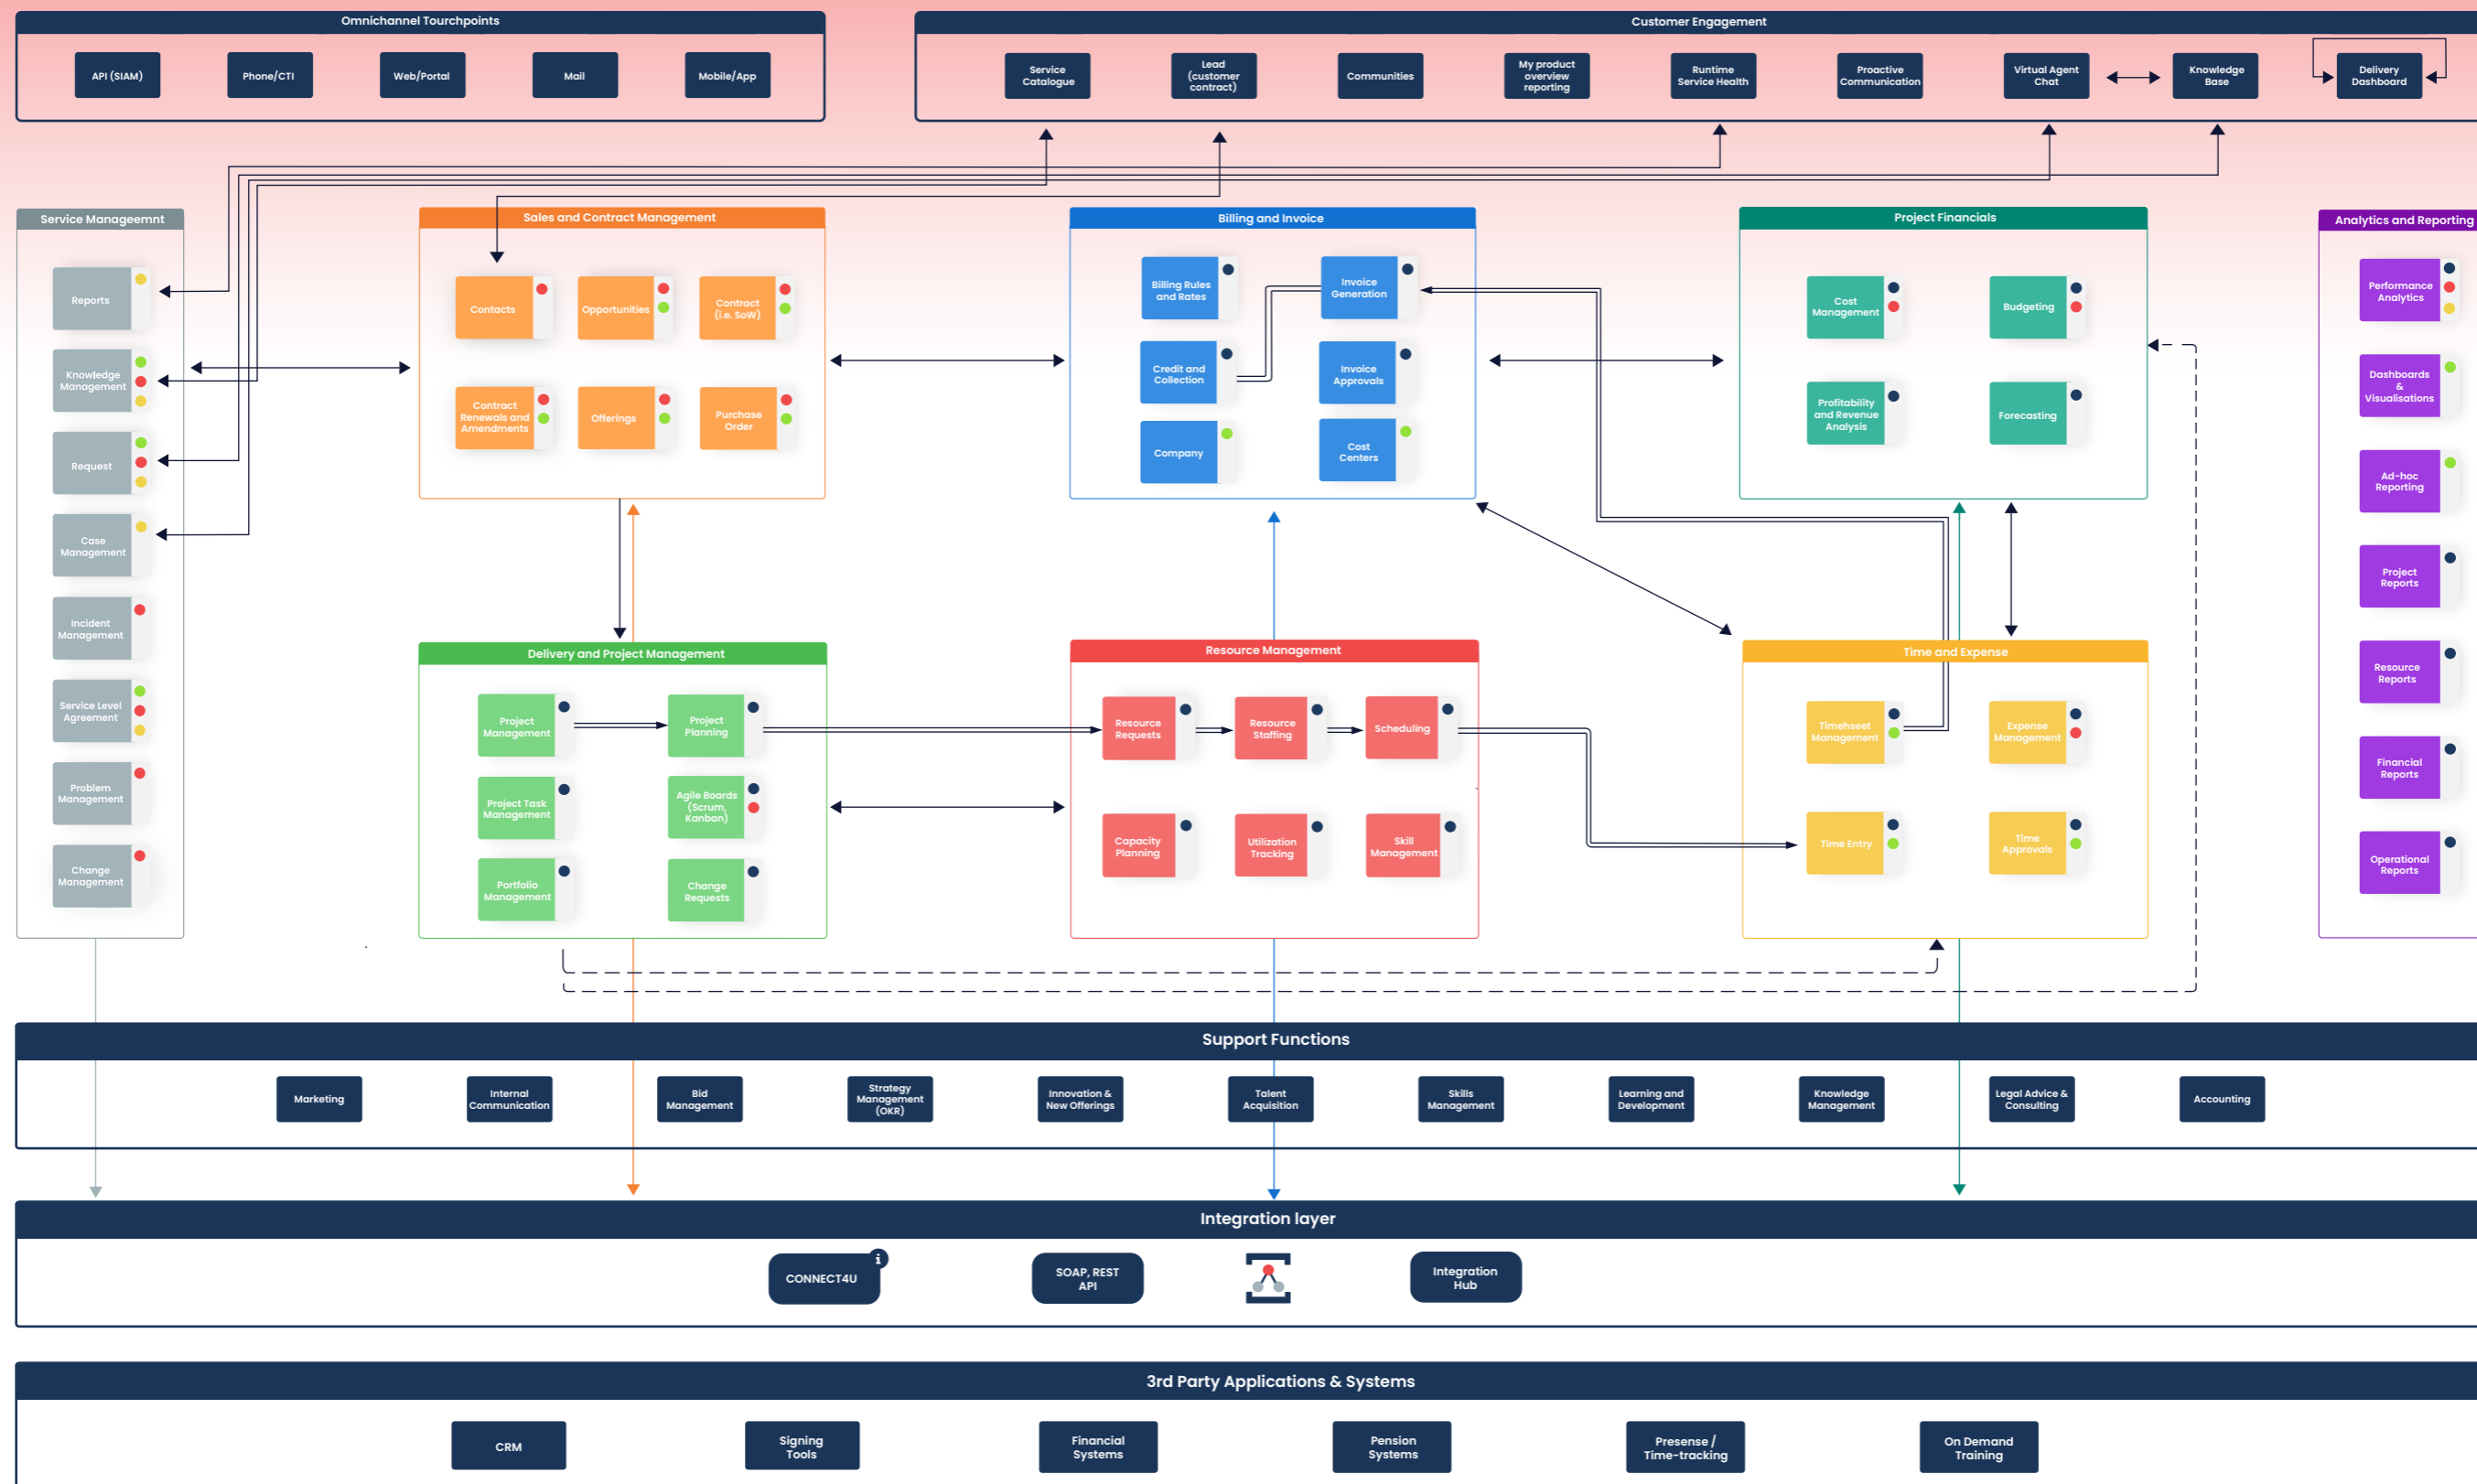 Omnichannel Tourchpoints
API (SIAM)
Phone/CTI
Web/Portal
Mail
Mobile/App
Customer Engagement
Service
Catalogue
Lead
(customer
contract)
Communities
My product
overview
reporting
Runtime
Service Health
Proactive
Communication
Virtual Agent
Chat
Knowledge
Base
Delivery
Dashboard
Service Manageemnt
Reports
Knowledge
Management
Request
Case
Management
Incident
Management
Service Level
Agreement
Problem
Management
Change
Management
Sales and Contract Management
Contacts
Opportunities
Contract
(i.e. SoW)
Contract
Renewals and
Amendments
Offerings
Purchase
Order
Billing and Invoice
Billing Rules
and Rates
Invoice
Generation
Credit and
Collection
Invoice
Approvals
Company
Cost
Centers
Project Financials
Cost
Management
Budgeting
Profitability
and Revenue
Analysis
Forecasting
Analytics and Reporting
Performance
Analytics
Dashboards
&
Visualisations
Ad-hoc
Reporting
Project
Reports
Resource
Reports
Financial
Reports
Operational
Reports
Delivery and Project Management
Project
Management
Project
Planning
Project Task
Management
Agile Boards
(Scrum,
Kanban)
Portfolio
Management
Change
Requests
Resource Management
Resource
Requests
Resource
Staffing
Scheduling
Capacity
Planning
Utilization
Tracking
Skill
Management
Time and Expense
Timehseet
Management
Expense
Management
Time Entry
Time
Approvals
Support Functions
Marketing
Internal
Communication
Bid
Management
Strategy
Management
(OKR)
Innovation &
New Offerings
Talent
Acquisition
Skills
Management
Learning and
Development
Knowledge
Management
Legal Advice &
Consulting
Accounting
Integration layer
CONNECT4U
i
SOAP, REST
API
Integration
Hub
3rd Party Applications & Systems
CRM
Signing
Tools
Financial
Systems
Pension
Systems
Presense /
Time-tracking
On Demand
Training